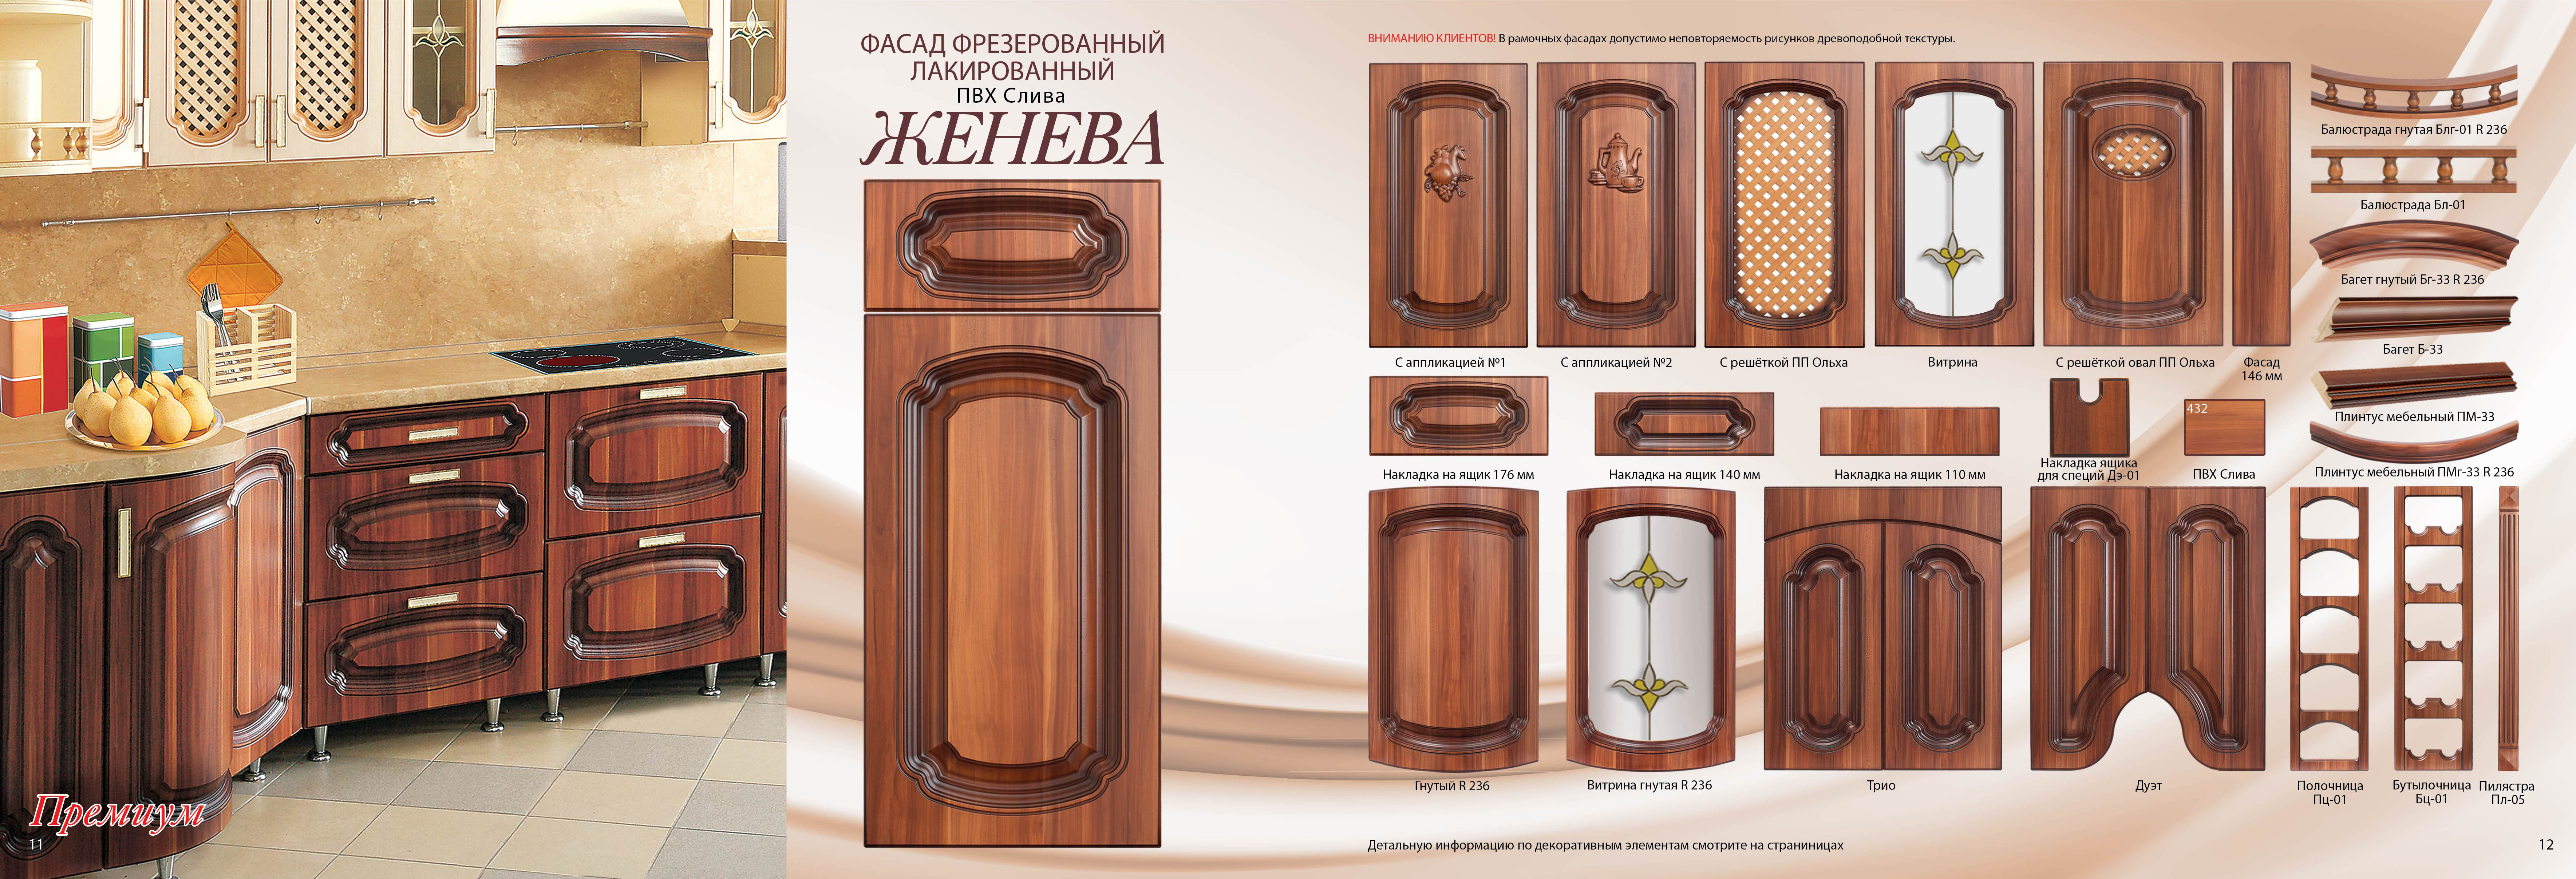 Премиум
11
ФАСАД ФРЕЗЕРОВАННЫЙ
ЛАКИРОВАННЫЙ
ПВХ Слива
ЖЕНЕВА
ВНИМАНИЮ КЛИЕНТОВ! В рамочных фасадах допустимо неповторяемость рисунков древоподобной текстуры.
С аппликацией №1
С аппликацией №2
С решёткой ПП Ольха
Витрина
С решёткой овал ПП Ольха
Фасад
146 мм
Накладка на ящик 176 мм
Накладка на ящик 140 мм
Накладка на ящик 110 мм
Накладка ящика
для специй Дэ-01
432
ПВХ Слива
Балюстрада гнутая Блг-01 R 236
Балюстрада Бл-01
Багет гнутый Бг-33 R 236
Багет Б-33
Плинтус мебельный ПМ-33
Плинтус мебельный ПМг-33 R 236
Гнутый R 236
Витрина гнутая R 236
Трио
Дуэт
Полочница
Пц-01
Бутылочница
Бц-01
Пилястра
Пл-05
Детальную информацию по декоративным элементам смотрите на страниницах
12